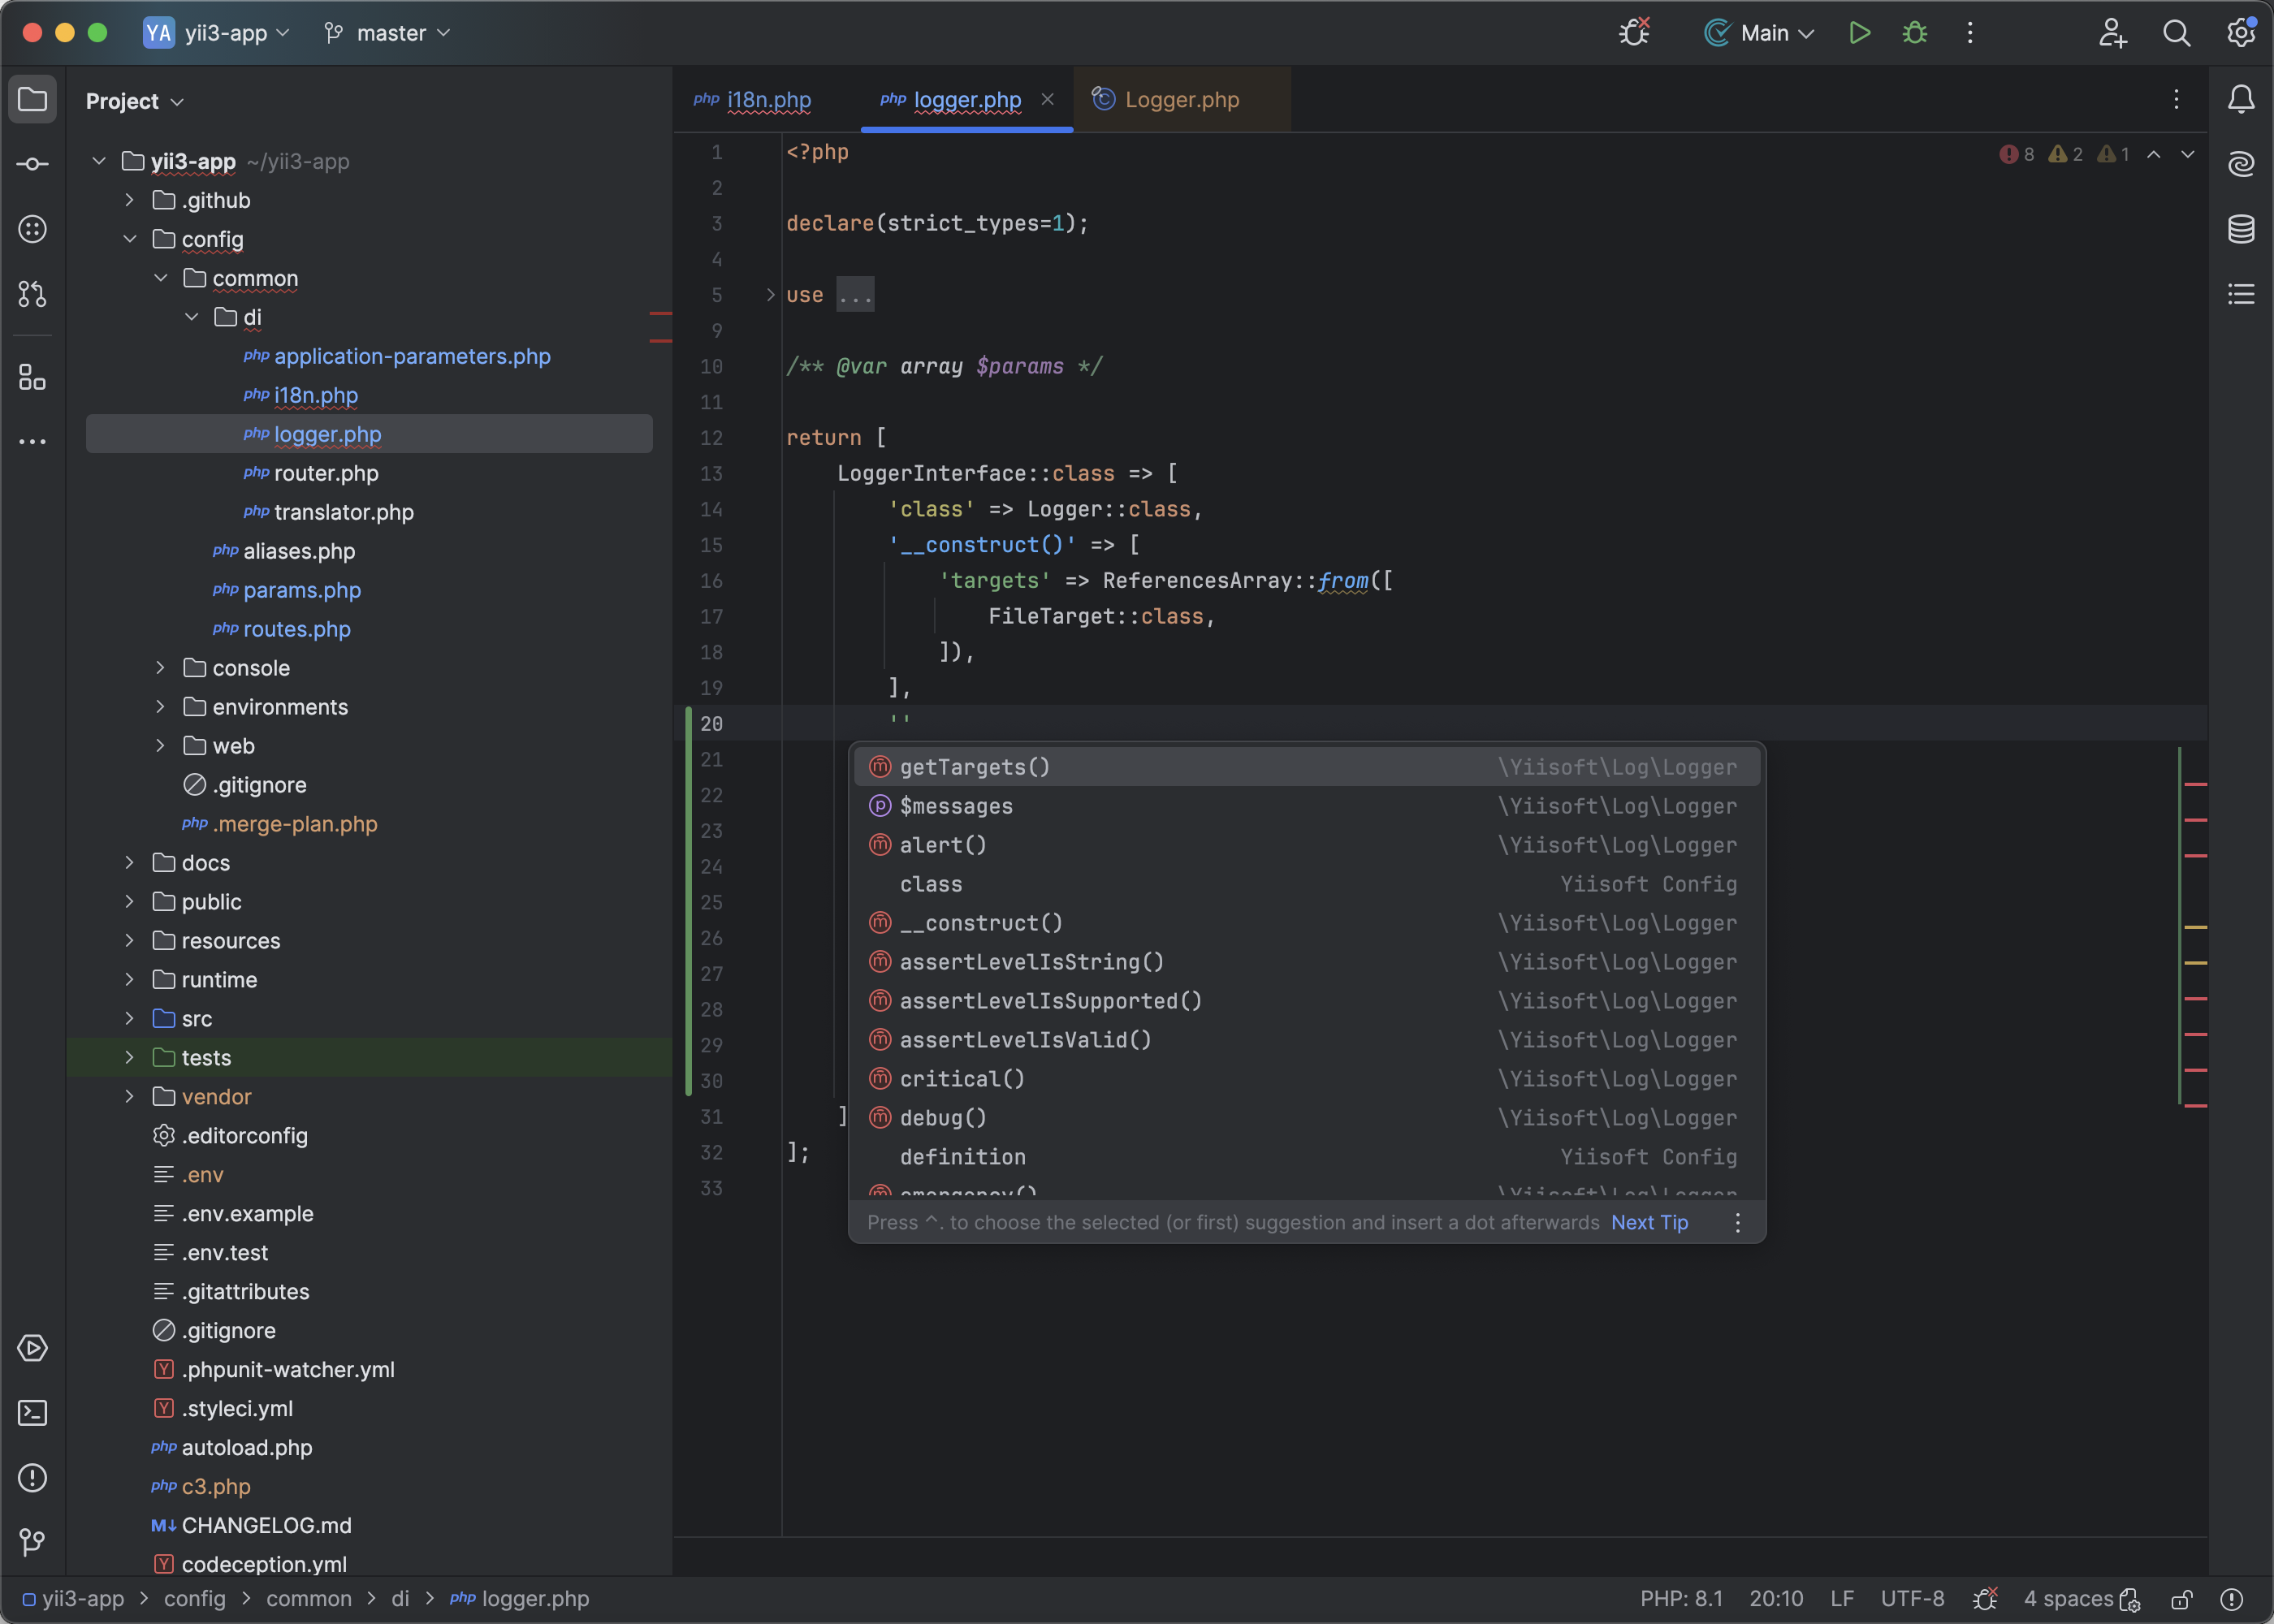 YA yii3-app master Main
Project
yii3-app ~/yii3-app
.github
config
common
di
php application-parameters.php
php i18n.php
php logger.php
php router.php
php translator.php
php aliases.php
php params.php
php routes.php
console
environments
web
.gitignore
php .merge-plan.php
docs
public
resources
runtime
src
tests
vendor
.editorconfig
.env
.env.example
.env.test
.gitattributes
.gitignore
Y .phpunit-watcher.yml
Y .styleci.yml
php autoload.php
php c3.php
M↓ CHANGELOG.md
Y codeception.yml
php i18n.php php logger.php © Logger.php
8 2 1
1 <?php
2
3 declare(strict_types=1);
4
5 use ...
9
10 /** @var array $params */
11
12 return [
13 LoggerInterface::class => [
14 'class' => Logger::class,
15 '__construct()' => [
16 'targets' => ReferencesArray::from([
17 FileTarget::class,
18 ]),
19 ],
20 ''
21
22
23
24
25
26
27
28
29
30
31 ]
32 ];
33
m getTargets() \Yiisoft\Log\Logger
p $messages \Yiisoft\Log\Logger
m alert() \Yiisoft\Log\Logger
class Yiisoft Config
m __construct() \Yiisoft\Log\Logger
m assertLevelIsString() \Yiisoft\Log\Logger
m assertLevelIsSupported() \Yiisoft\Log\Logger
m assertLevelIsValid() \Yiisoft\Log\Logger
m critical() \Yiisoft\Log\Logger
m debug() \Yiisoft\Log\Logger
definition Yiisoft Config
m emergency() \Yiisoft\Log\Logger
Press ^. to choose the selected (or first) suggestion and insert a dot afterwards Next Tip
yii3-app > config > common > di > php logger.php PHP: 8.1 20:10 LF UTF-8 4 spaces